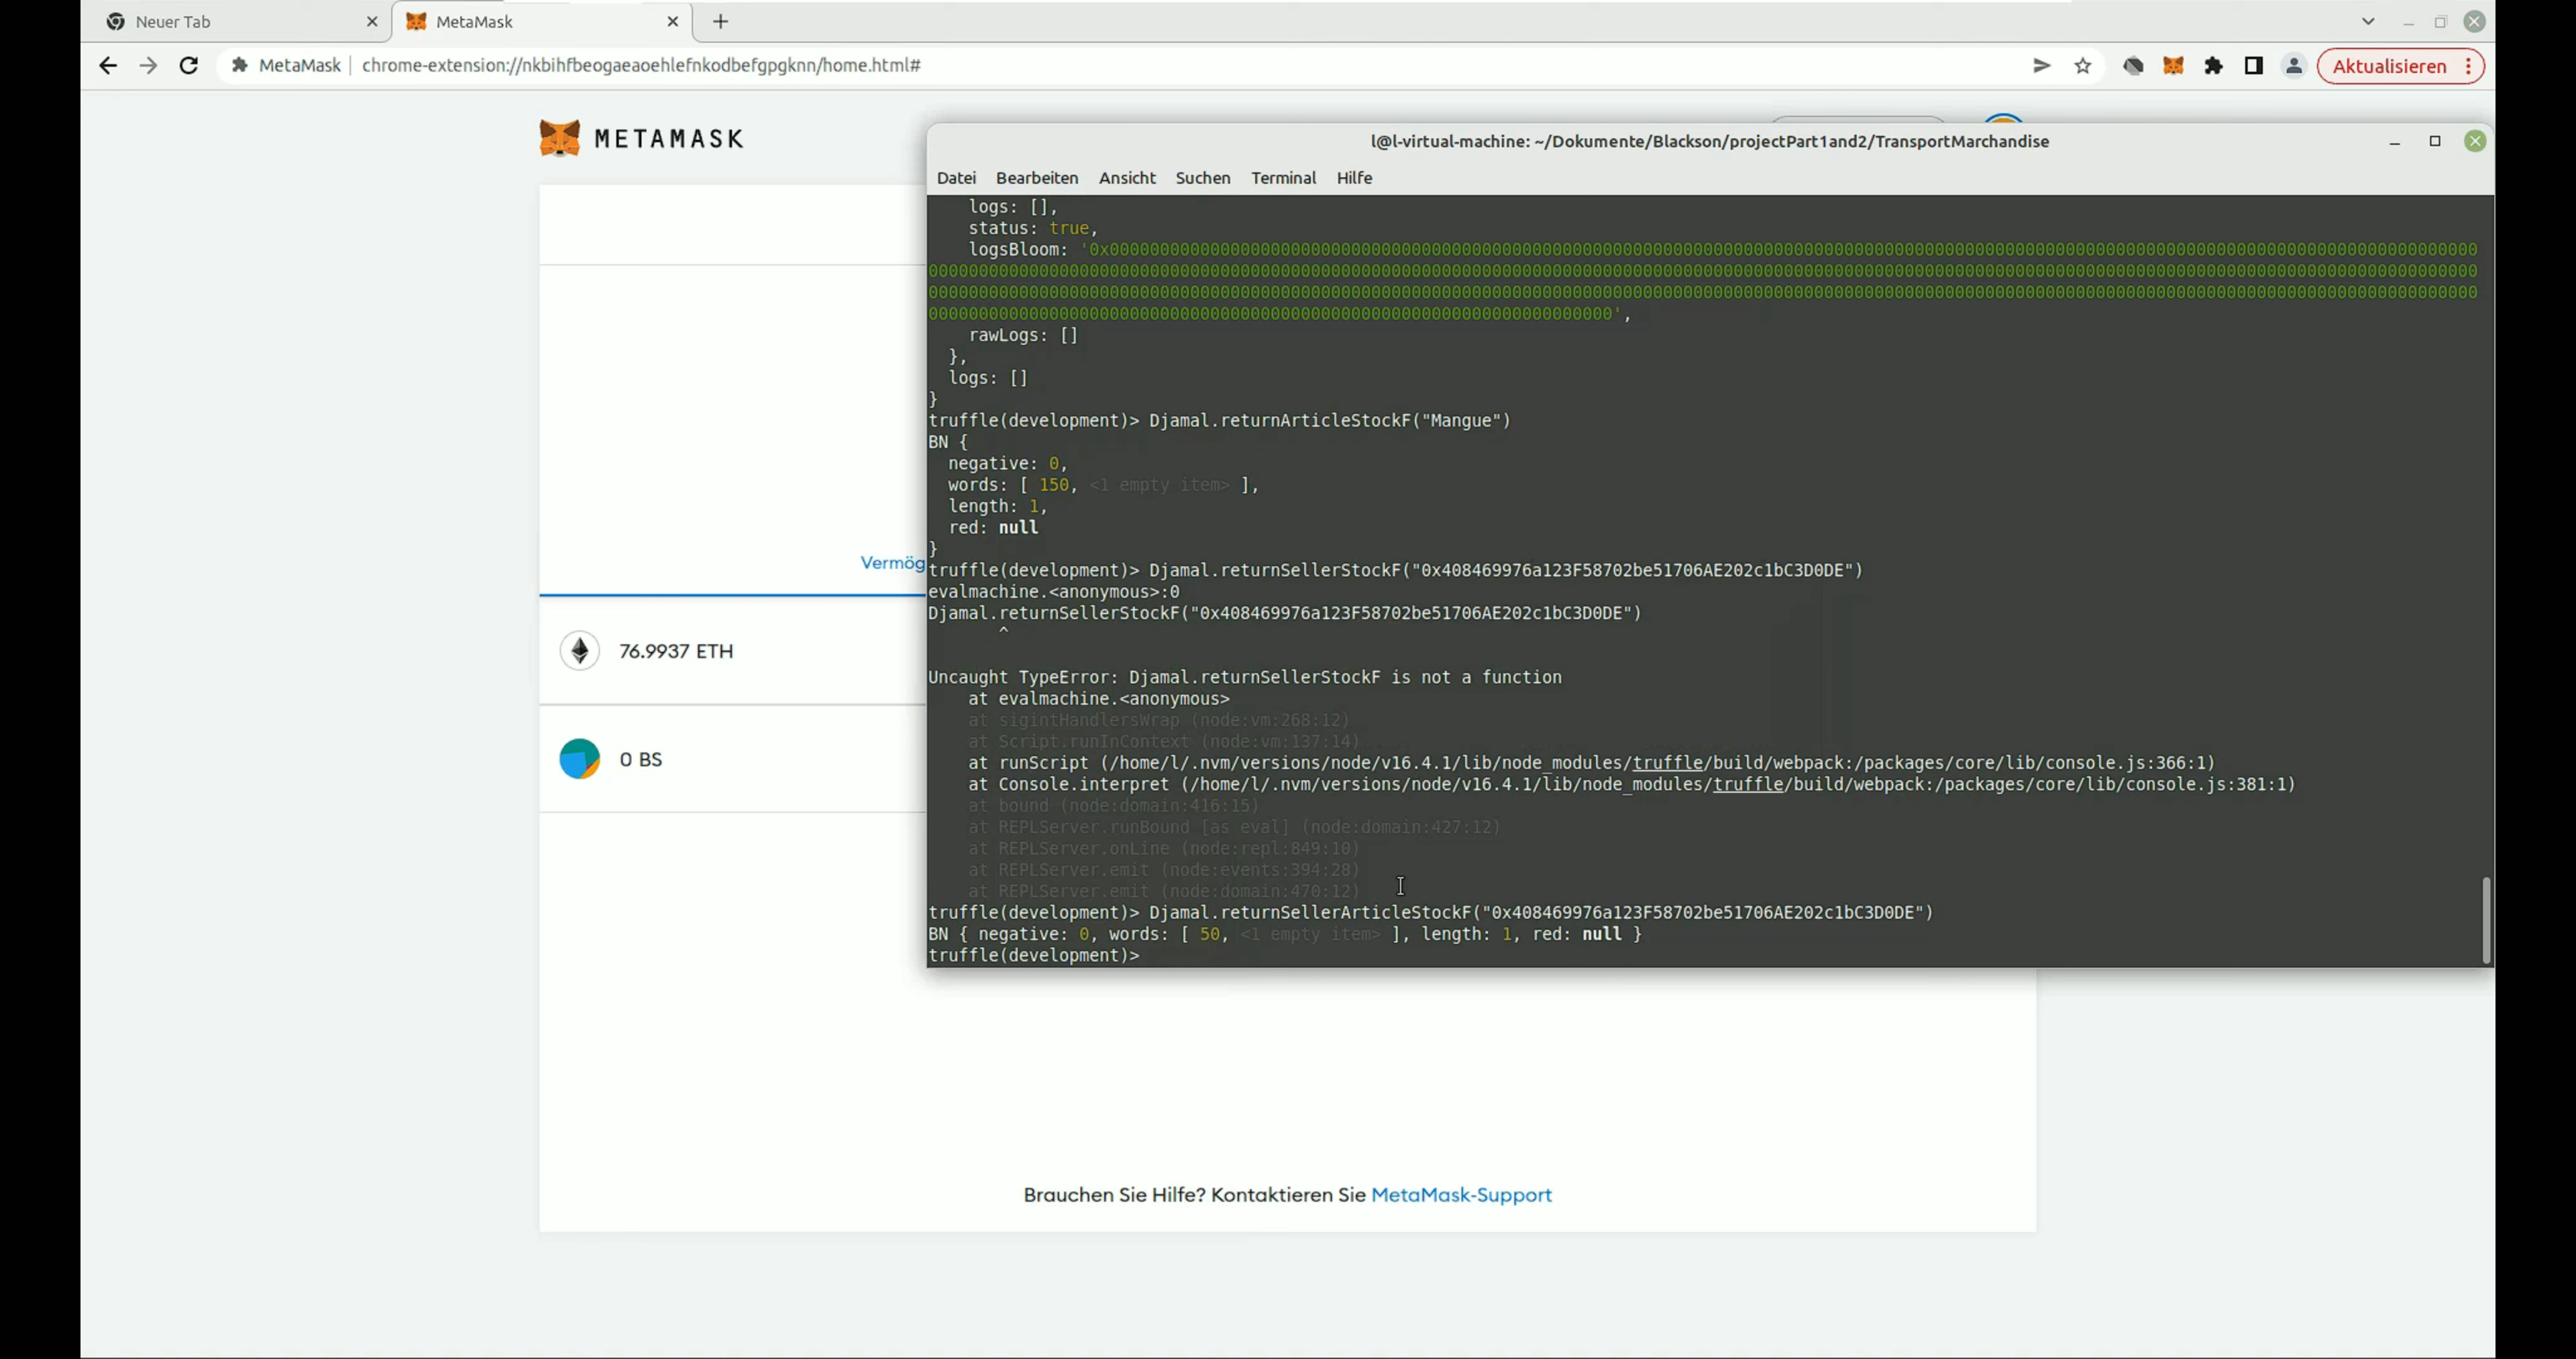 Neuer Tab
MetaMask
MetaMask | chrome-extension://nkbihfbeogaeaoehlefnkodbefgpgknn/home.html#
Aktualisieren
METAMASK
Vermög
76.9937 ETH
0 BS
Brauchen Sie Hilfe? Kontaktieren Sie MetaMask-Support
l@l-virtual-machine: ~/Dokumente/Blackson/projectPart1and2/TransportMarchandise
Datei Bearbeiten Ansicht Suchen Terminal Hilfe
logs: [],
status: true,
logsBloom:
rawLogs: []
},
logs: []
}
truffle(development)> Djamal.returnArticleStockF("Mangue")
BN {
negative: 0,
words: [ 150, <1 empty item> ],
length: 1,
red: null
}
truffle(development)> Djamal.returnSellerStockF("0x408469976a123F58702be51706AE202c1bC3D0DE")
evalmachine.<anonymous>:0
Djamal.returnSellerStockF("0x408469976a123F58702be51706AE202c1bC3D0DE")
^
Uncaught TypeError: Djamal.returnSellerStockF is not a function
at evalmachine.<anonymous>
at sigintHandlersWrap (node:vm:268:12)
at Script.runInContext (node:vm:137:14)
at runScript (/home/l/.nvm/versions/node/v16.4.1/lib/node_modules/truffle/build/webpack:/packages/core/lib/console.js:366:1)
at Console.interpret (/home/l/.nvm/versions/node/v16.4.1/lib/node_modules/truffle/build/webpack:/packages/core/lib/console.js:381:1)
at bound (node:domain:416:15)
at REPLServer.runBound [as eval] (node:domain:427:12)
at REPLServer.onLine (node:repl:849:10)
at REPLServer.emit (node:events:394:28)
at REPLServer.emit (node:domain:470:12)
truffle(development)> Djamal.returnSellerArticleStockF("0x408469976a123F58702be51706AE202c1bC3D0DE")
BN { negative: 0, words: [ 50, <1 empty item> ], length: 1, red: null }
truffle(development)>